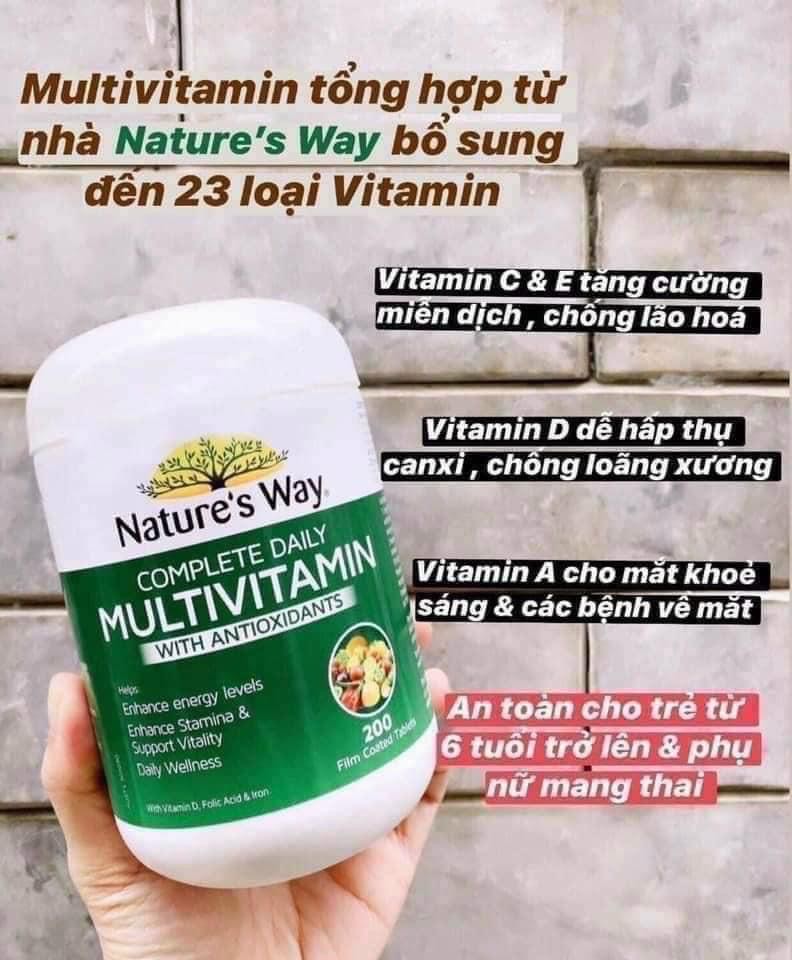 Multivitamin tổng hợp từ
nhà Nature's Way bổ sung
đến 23 loại Vitamin
Vitamin C & E tăng cường
miễn dịch , chống lão hoá
Vitamin D dễ hấp thụ
canxi , chống loãng xương
Vitamin A cho mắt khoẻ
sáng & các bệnh về mắt
An toàn cho trẻ từ
6 tuổi trở lên & phụ
nữ mang thai
Nature's Way
COMPLETE DAILY
MULTIVITAMIN
WITH ANTIOXIDANTS
Helps:
Enhance energy levels
Enhance Stamina &
Support Vitality
Daily Wellness
With Vitamin D, Folic Acid & Iron
200
Film Coated Tablets